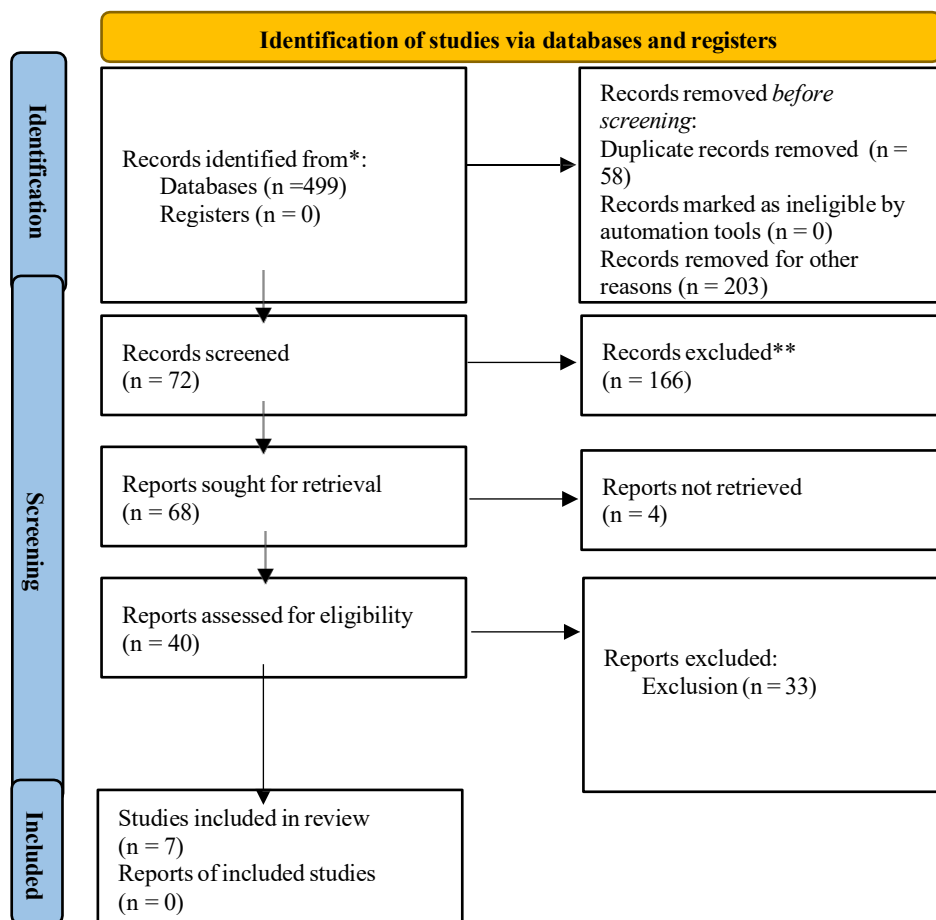 Identification of studies via databases and registers
Identification
Records identified from*:
Databases (n =499)
Registers (n = 0)
Records removed before
screening:
Duplicate records removed (n =
58)
Records marked as ineligible by
automation tools (n = 0)
Records removed for other
reasons (n = 203)
Screening
Records screened
(n = 72)
Records excluded**
(n = 166)
Reports sought for retrieval
(n = 68)
Reports not retrieved
(n = 4)
Reports assessed for eligibility
(n = 40)
Reports excluded:
Exclusion (n = 33)
Included
Studies included in review
(n = 7)
Reports of included studies
(n = 0)